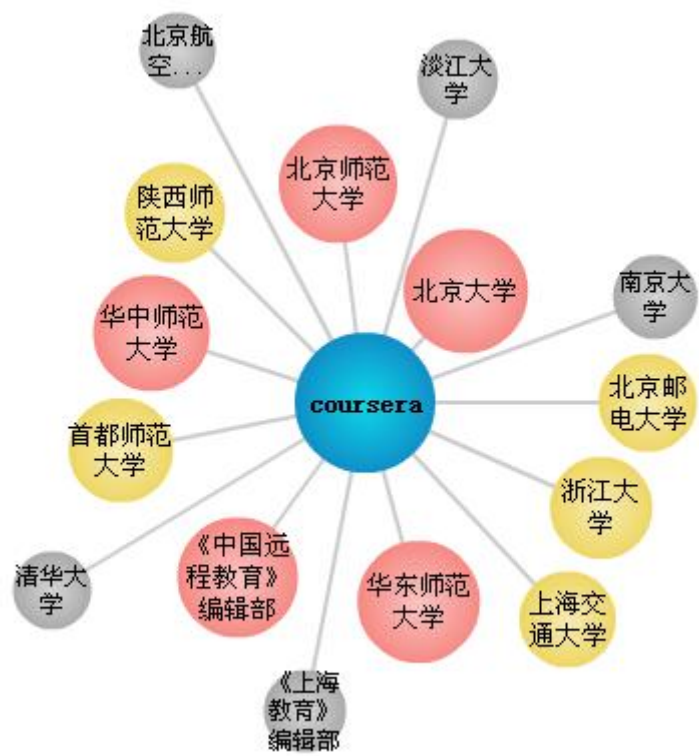 北京航
空...
淡江大
学
北京师范
大学
陕西师
范大学
北京大学
南京大
学
华中师范
大学
coursera
北京邮
电大学
首都师范
大学
浙江大
学
《中国远
程教育》
编辑部
清华大
学
华东师范
大学
上海交
通大学
《上海
教育》
编辑部